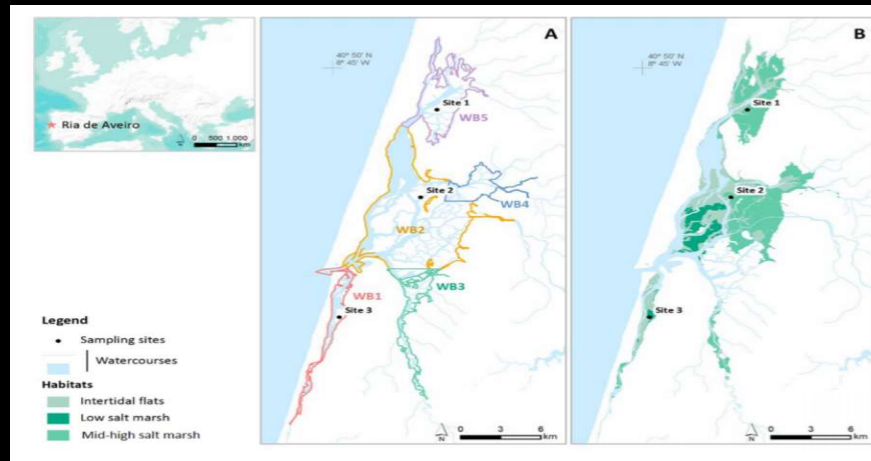 Ria de Aveiro
0 500 1.000
km
N
A
40° 50' N
8° 45' W
Site 1
WB5
Site 2
WB4
WB2
WB3
WB1
Site 3
N
0 3 6
km
B
40° 50' N
8° 45' W
Site 1
Site 2
Site 3
N
0 3 6
km
Legend
Sampling sites
Watercourses
Habitats
Intertidal flats
Low salt marsh
Mid-high salt marsh